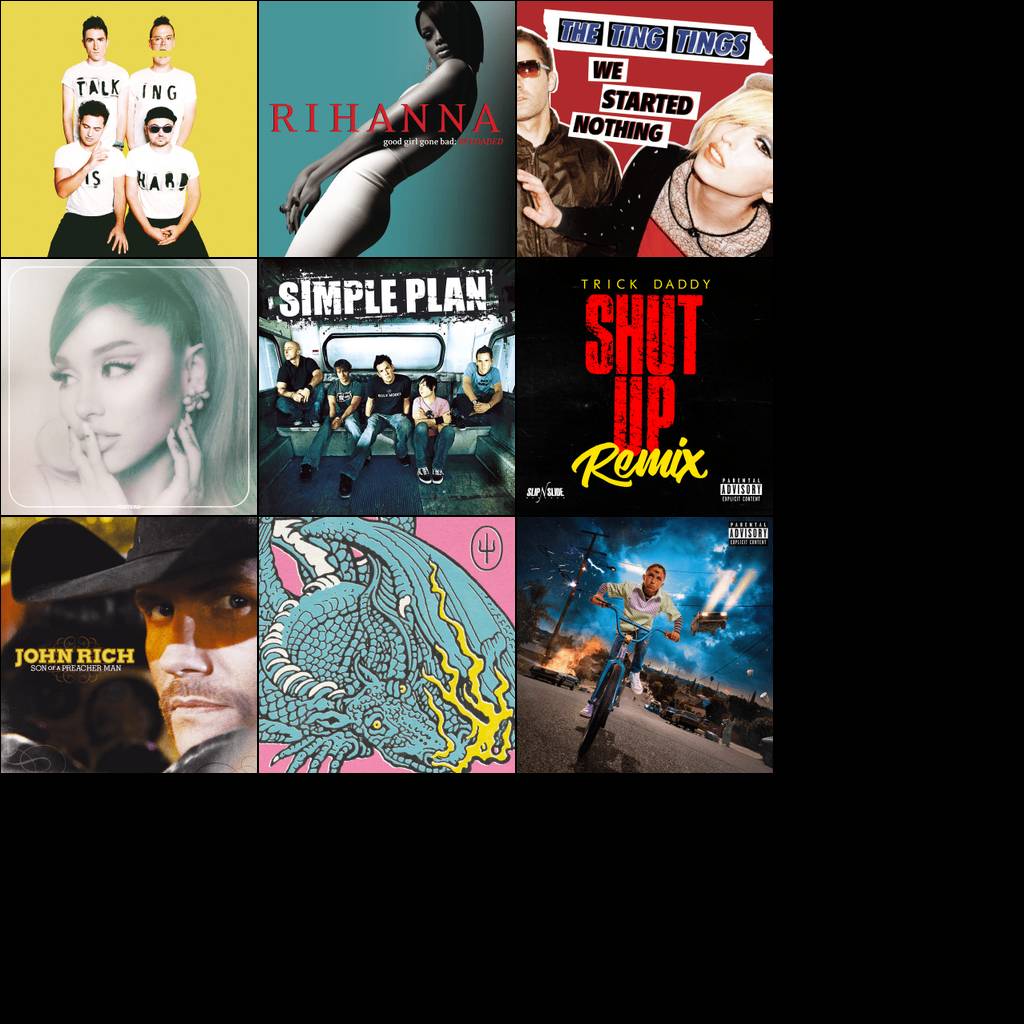 TALK
ING
IS
HARD
RIHANNA
good girl gone bad: RELOADED
THE TING TINGS
WE
STARTED
NOTHING
SIMPLE PLAN
TRICK DADDY
SHUT
UP
Remix
SLIP N SLIDE
PARENTAL
ADVISORY
EXPLICIT CONTENT
JOHN RICH
SON OF A PREACHER MAN
PARENTAL
ADVISORY
EXPLICIT CONTENT